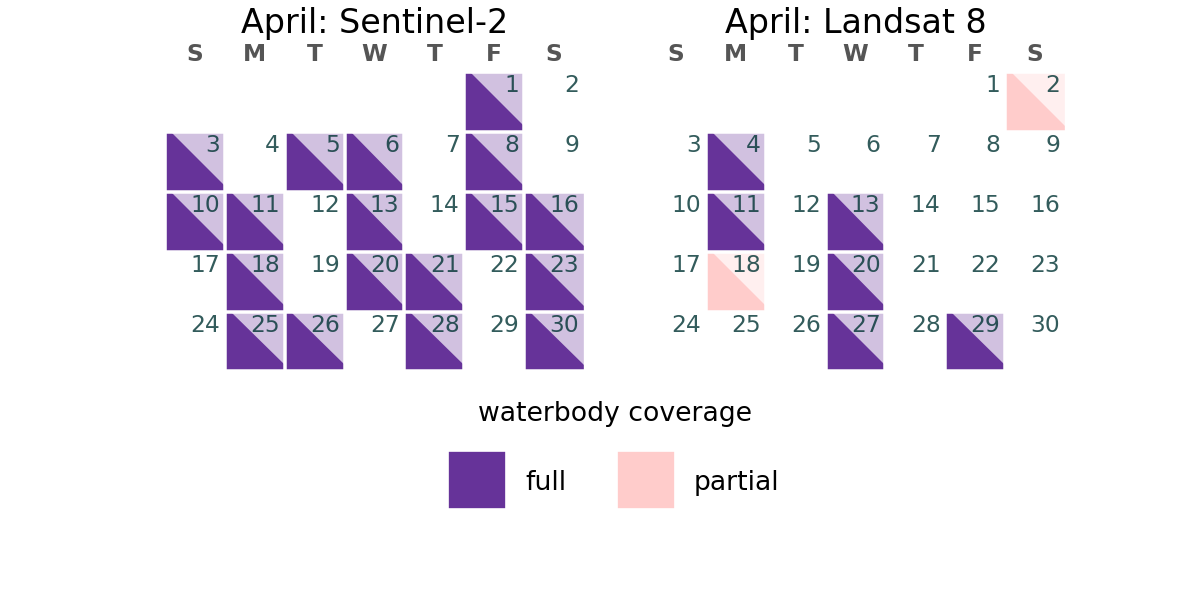 April: Sentinel-2
S M T W T F S
1 2
3 4 5 6 7 8 9
10 11 12 13 14 15 16
17 18 19 20 21 22 23
24 25 26 27 28 29 30
April: Landsat 8
S M T W T F S
1 2
3 4 5 6 7 8 9
10 11 12 13 14 15 16
17 18 19 20 21 22 23
24 25 26 27 28 29 30
waterbody coverage
full
partial